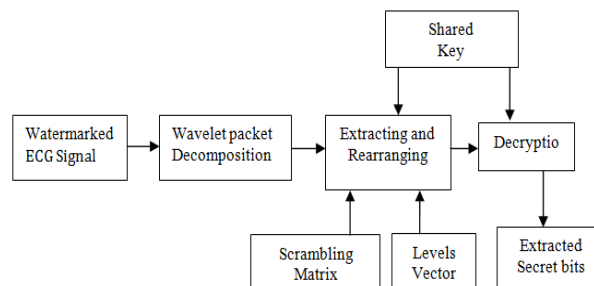 Shared
Key
Watermarked
ECG Signal
Wavelet packet
Decomposition
Extracting and
Rearranging
Decryptio
Scrambling
Matrix
Levels
Vector
Extracted
Secret bits